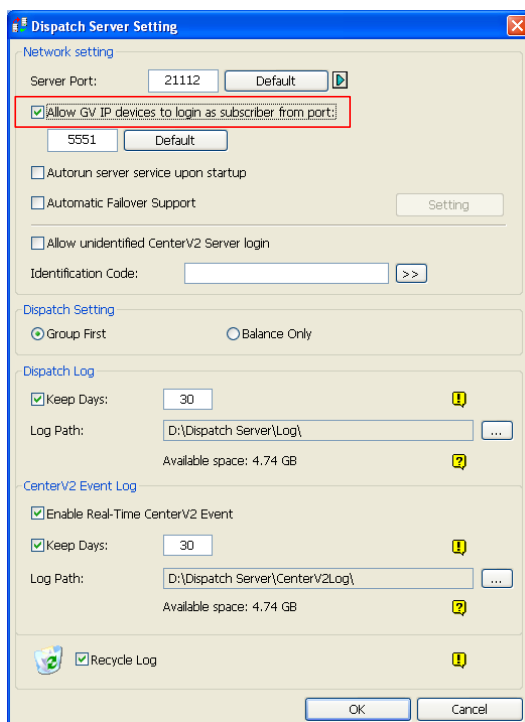 Dispatch Server Setting
Network setting
Server Port: 21112 Default
Allow GV IP devices to login as subscriber from port:
5551 Default
Autorun server service upon startup
Automatic Failover Support Setting
Allow unidentified CenterV2 Server login
Identification Code: >>
Dispatch Setting
Group First Balance Only
Dispatch Log
Keep Days: 30
Log Path: D:\Dispatch Server\Log\ ...
Available space: 4.74 GB
CenterV2 Event Log
Enable Real-Time CenterV2 Event
Keep Days: 30
Log Path: D:\Dispatch Server\CenterV2Log\ ...
Available space: 4.74 GB
Recycle Log
OK Cancel